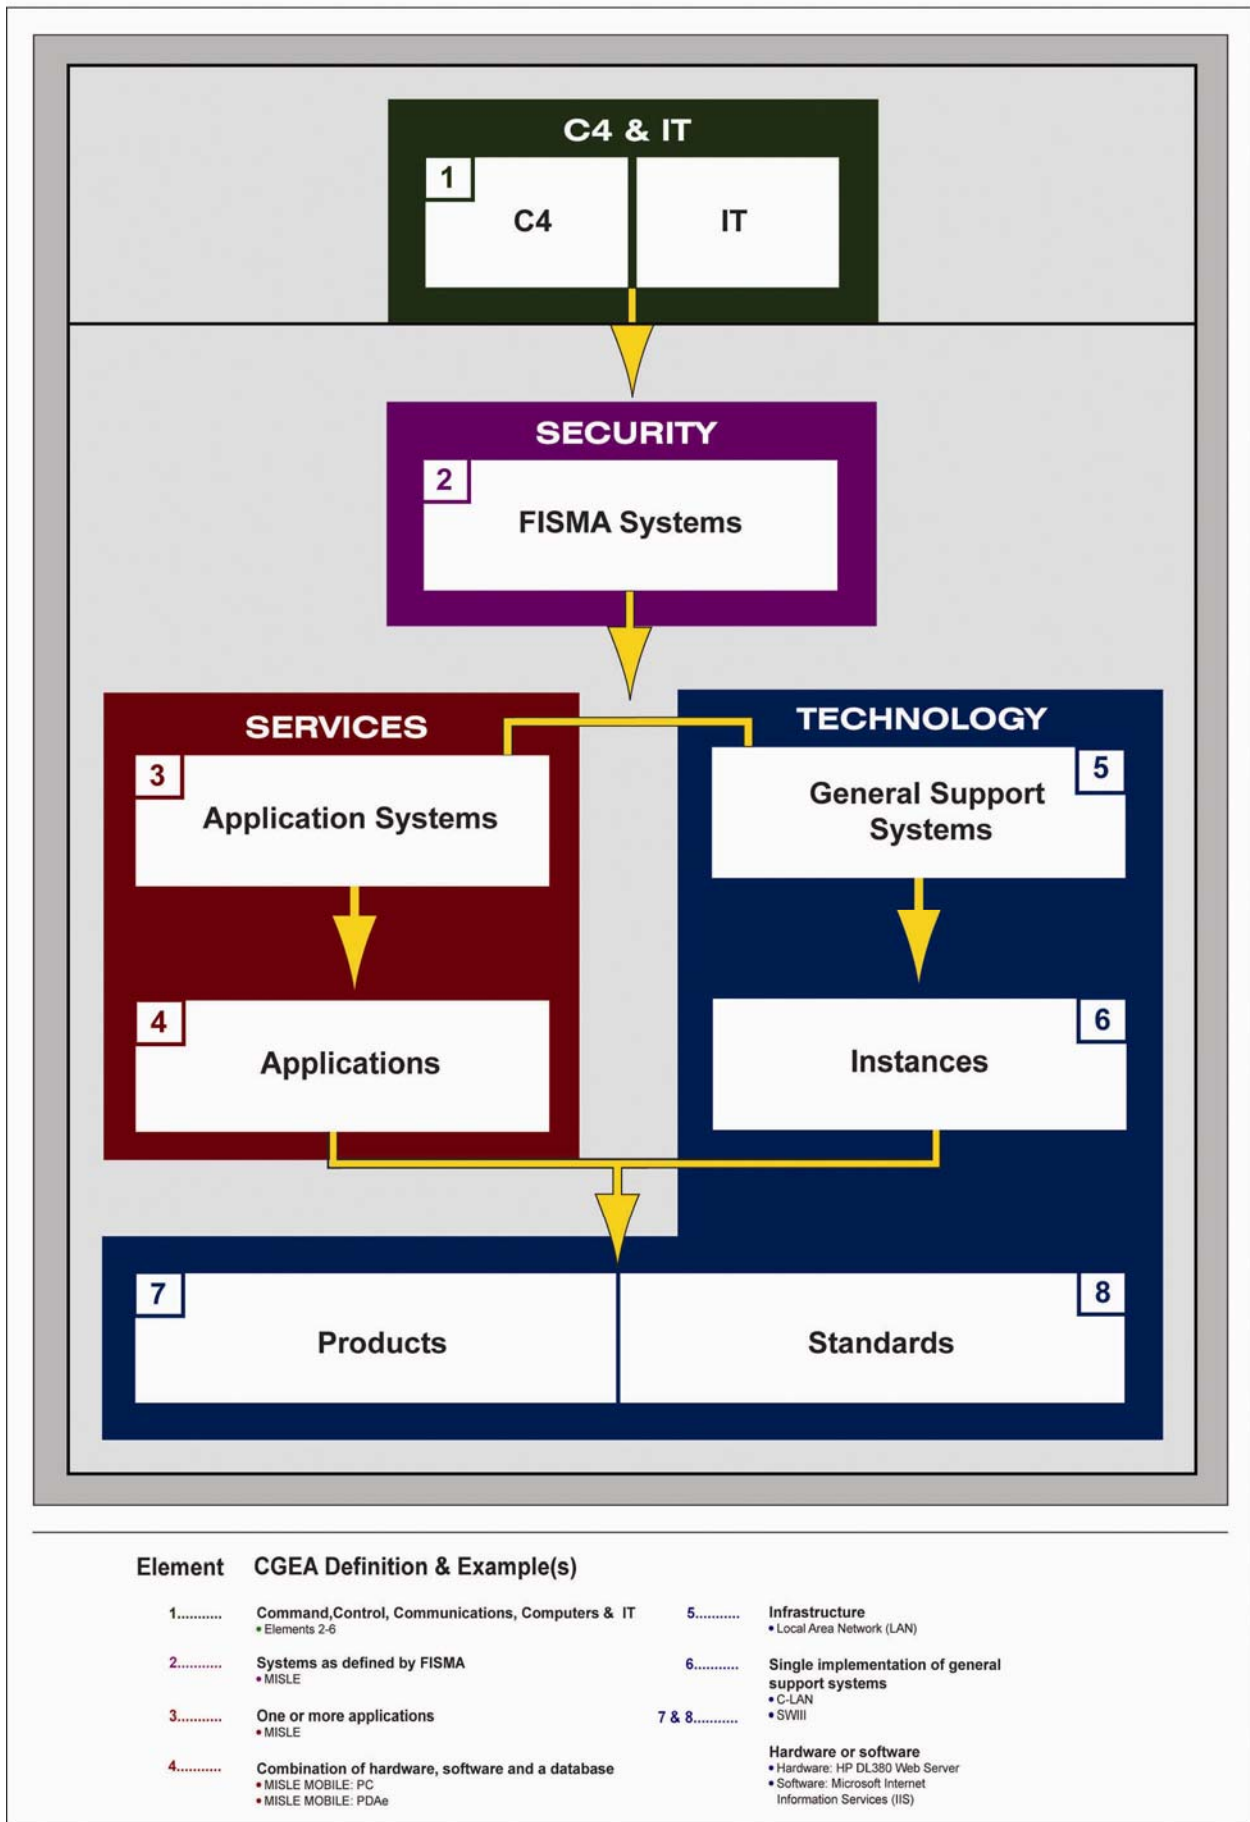 C4 & IT
1
C4
IT
SECURITY
2
FISMA Systems
SERVICES
TECHNOLOGY
3
Application Systems
5
General Support
Systems
4
Applications
6
Instances
7
Products
8
Standards
Element CGEA Definition & Example(s)
1........... Command,Control, Communications, Computers & IT
• Elements 2-6
2........... Systems as defined by FISMA
• MISLE
3........... One or more applications
• MISLE
4........... Combination of hardware, software and a database
• MISLE MOBILE: PC
• MISLE MOBILE: PDAe
5........... Infrastructure
• Local Area Network (LAN)
6........... Single implementation of general
support systems
• C-LAN
• SWIII
7 & 8...........
Hardware or software
• Hardware: HP DL380 Web Server
• Software: Microsoft Internet
Information Services (IIS)